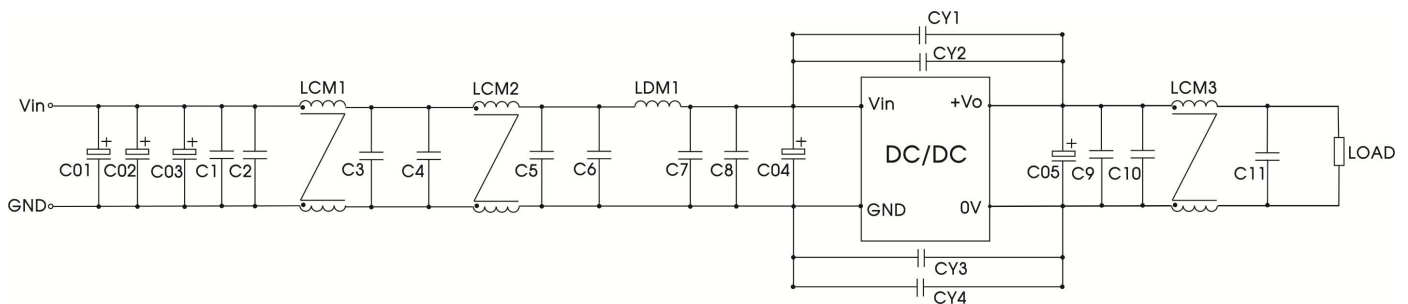 CY1
CY2
LCM1
LCM2
LDM1
LCM3
Vin
Vin
+Vo
DC/DC
C01
+
C02
+
C03
+
C1
C2
C3
C4
C5
C6
C7
C8
C04
+
C05
+
C9
C10
C11
LOAD
GND
GND
0V
CY3
CY4